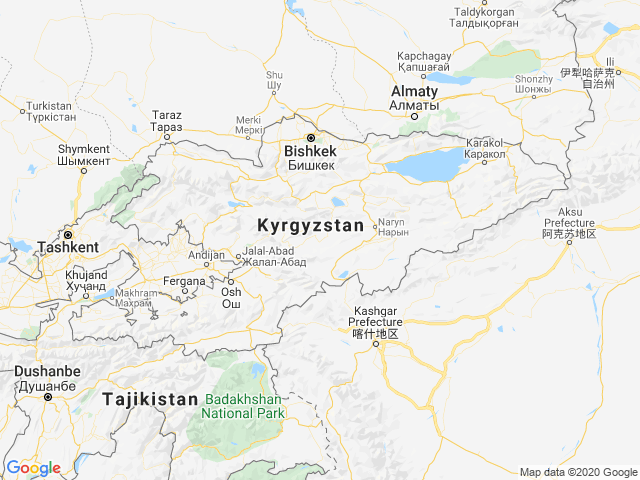 Taldykorgan
Талдықорған
Kapchagay
Қапшағай
Ili
伊犁哈萨克
自治州
Shu
Шу
Shonzhy
Шонжы
Almaty
Алматы
Turkistan
Түркістан
Taraz
Тараз
Merki
Меркі
Bishkek
Бишкек
Karakol
Каракол
Shymkent
Шымкент
Kyrgyzstan
Naryn
Нарын
Aksu
Prefecture
阿克苏地区
Tashkent
Andijan
Jalal-Abad
Жалал-Абад
Khujand
Хуҷанд
Makhram
Махрам
Fergana
Osh
Ош
Kashgar
Prefecture
喀什地区
Dushanbe
Душанбе
Tajikistan
Badakhshan
National Park
Google
Map data ©2020 Google